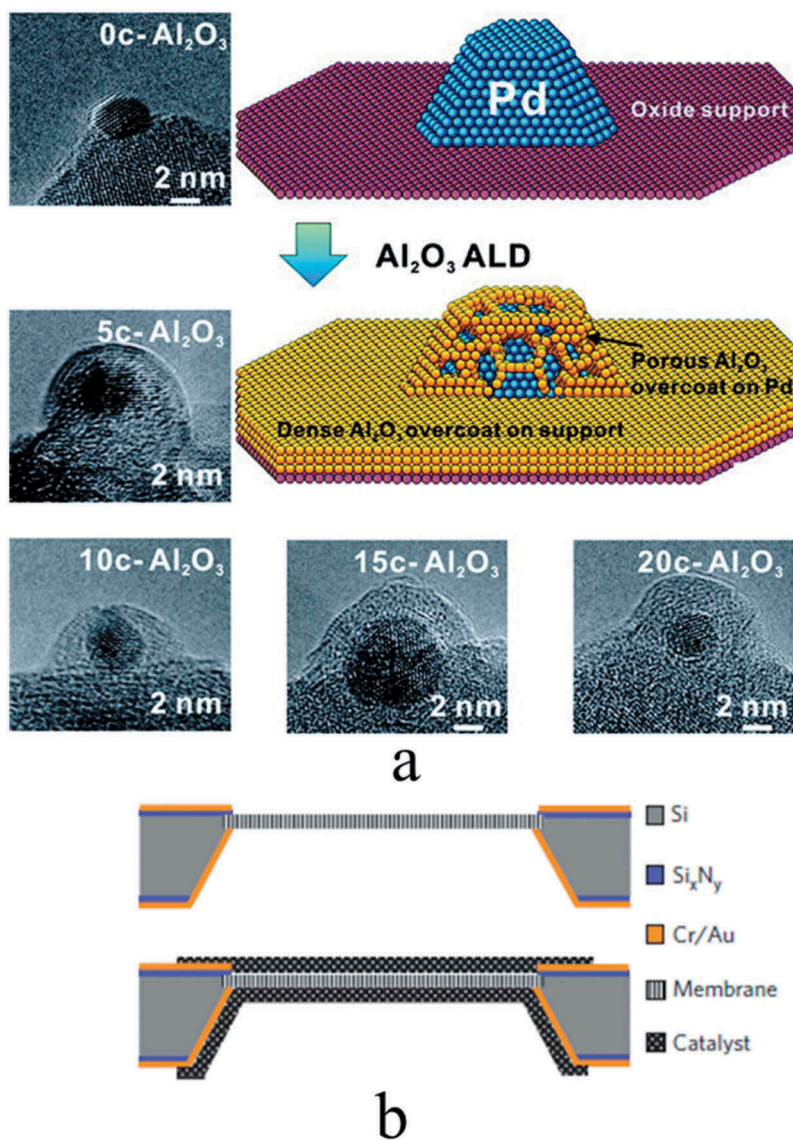 0c-Al₂O₃
2 nm
Pd
Oxide support
Al₂O₃ ALD
5c-Al₂O₃
2 nm
Porous Al₂O₃
overcoat on Pd
Dense Al₂O₃ overcoat on support
10c-Al₂O₃
2 nm
15c-Al₂O₃
2 nm
20c-Al₂O₃
2 nm
a
Si
SiₓNᵧ
Cr/Au
Membrane
Catalyst
b